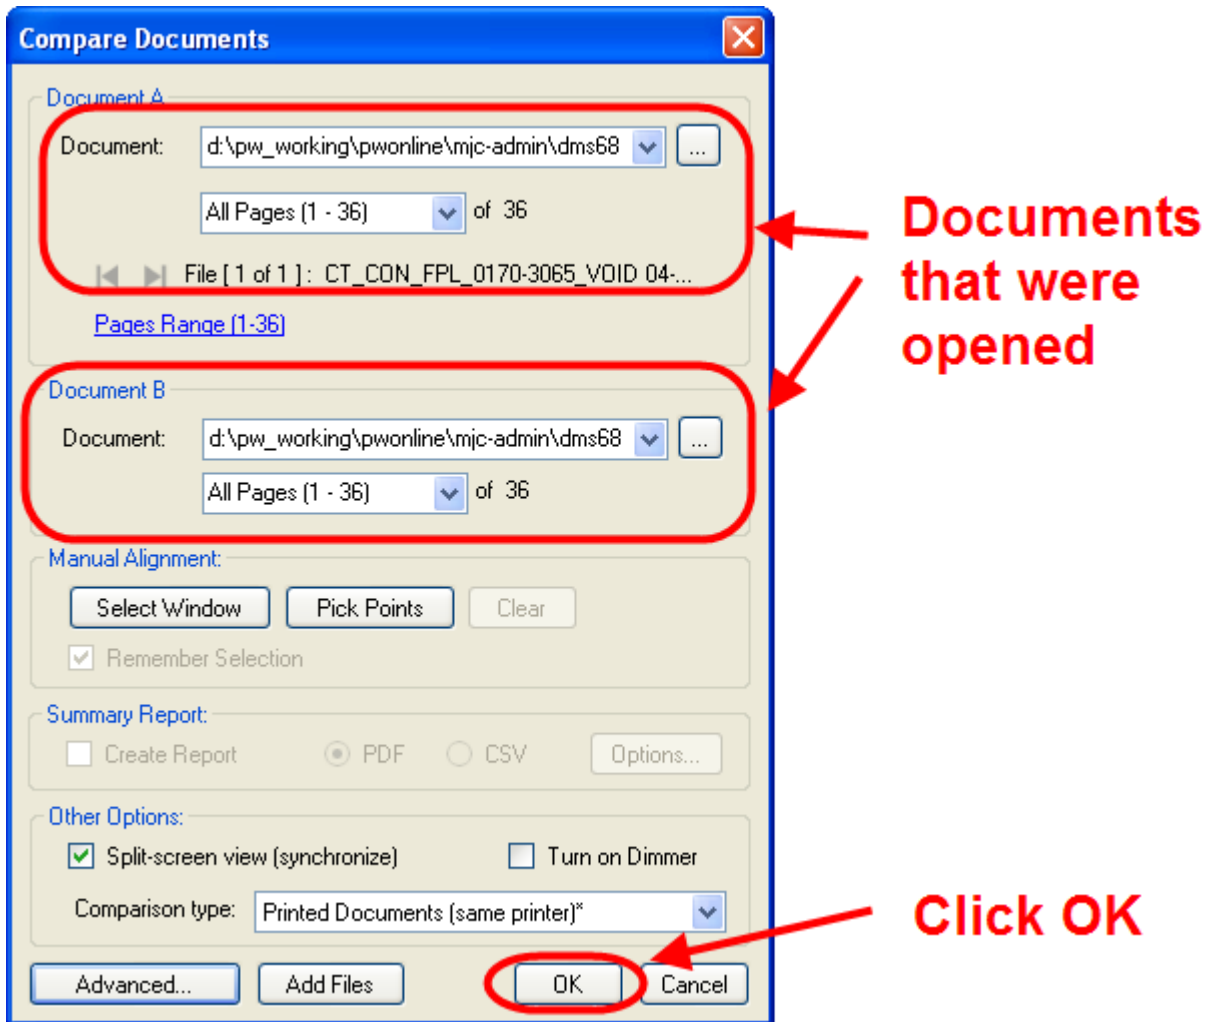 Compare Documents
Document A
Document: d:\pw_working\pwonline\mjc-admin\dms68 ...
All Pages (1 - 36) of 36
File [ 1 of 1 ] : CT_CON_FPL_0170-3065_VOID 04-...
Pages Range (1-36)
Documents
that were
opened
Document B
Document: d:\pw_working\pwonline\mjc-admin\dms68 ...
All Pages (1 - 36) of 36
Manual Alignment:
Select Window Pick Points Clear
Remember Selection
Summary Report:
Create Report PDF CSV Options...
Other Options:
Split-screen view (synchronize) Turn on Dimmer
Comparison type: Printed Documents (same printer)*
Click OK
Advanced... Add Files OK Cancel